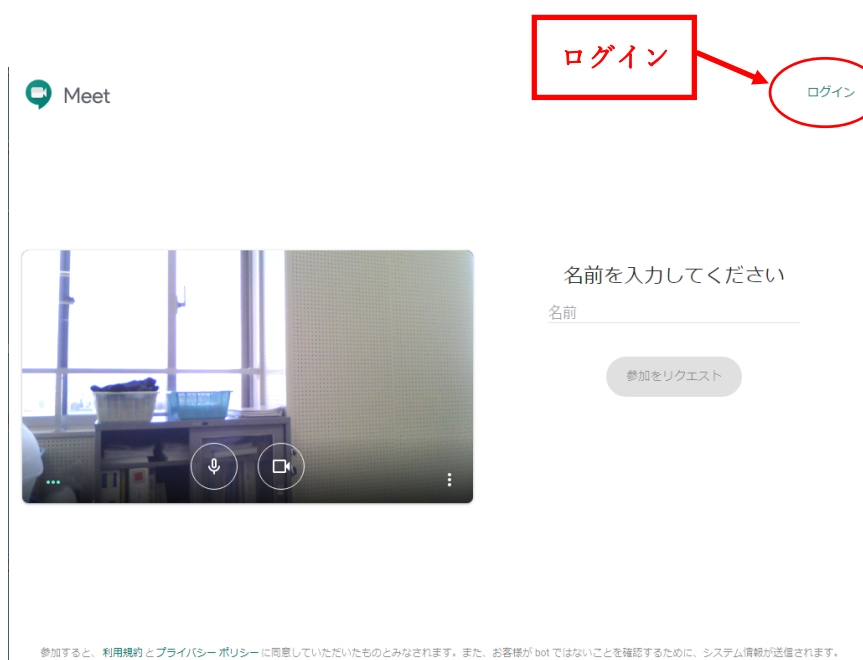 ログイン
Meet
ログイン
名前を入力してください
名前
参加をリクエスト
参加すると、利用規約とプライバシー ポリシーに同意していただいたものとみなされます。また、お客様が bot ではないことを確認するために、システム情報が送信されます。